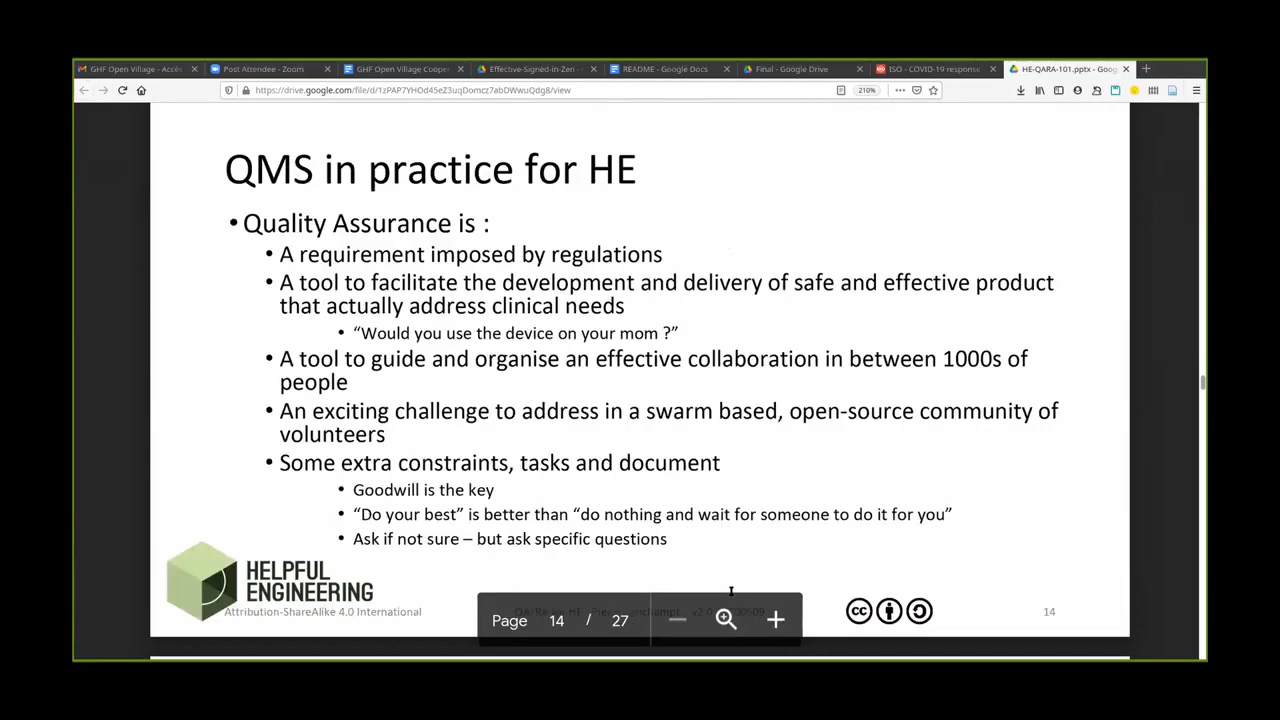 GHF Open Village - Accès
Post Attendee - Zoom
GHF Open Village Cooper
Effective-Signed-in-Zen -
README - Google Docs
Final - Google Drive
ISO - COVID-19 response
HE-QARA-101.pptx - Goog
https://drive.google.com/file/d/1zPAP7YHOd45eZ3uqDomcz7abDWwuQdg8/view
210%
QMS in practice for HE
• Quality Assurance is :
• A requirement imposed by regulations
• A tool to facilitate the development and delivery of safe and effective product
that actually address clinical needs
• “Would you use the device on your mom ?”
• A tool to guide and organise an effective collaboration in between 1000s of
people
• An exciting challenge to address in a swarm based, open-source community of
volunteers
• Some extra constraints, tasks and document
• Goodwill is the key
• “Do your best” is better than “do nothing and wait for someone to do it for you”
• Ask if not sure – but ask specific questions
HELPFUL
ENGINEERING
Attribution-ShareAlike 4.0 International
Page 14 / 27
cc
14